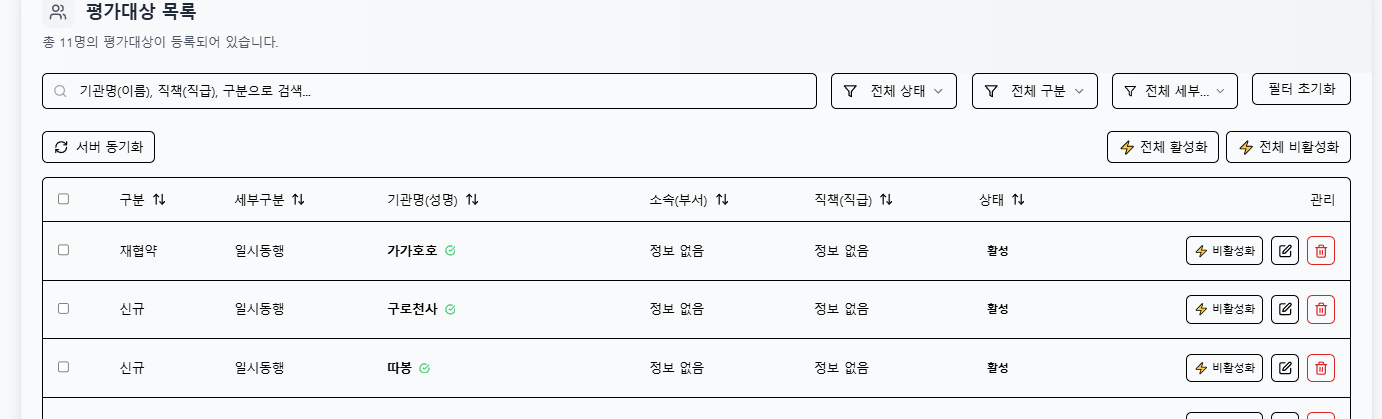 평가대상 목록
총 11명의 평가대상이 등록되어 있습니다.
기관명(이름), 직책(직급), 구분으로 검색... 전체 상태 전체 구분 전체 세부... 필터 초기화
서버 동기화 전체 활성화 전체 비활성화
구분 세부구분 기관명(성명) 소속(부서) 직책(직급) 상태 관리
재협약 일시동행 가가호호 정보 없음 정보 없음 활성 비활성화
신규 일시동행 구로천사 정보 없음 정보 없음 활성 비활성화
신규 일시동행 따봉 정보 없음 정보 없음 활성 비활성화